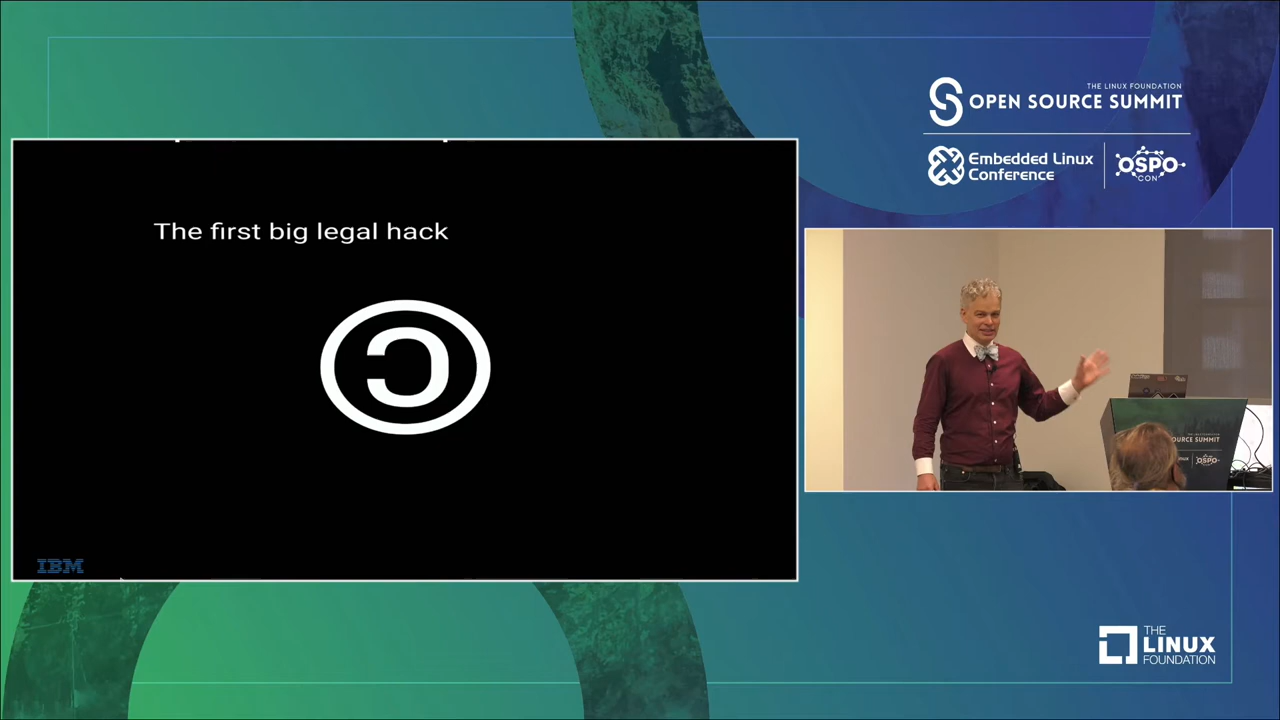 THE LINUX FOUNDATION
OPEN SOURCE SUMMIT
Embedded Linux
Conference
OSPO
CON
The first big legal hack
IBM
SOURCE SUMMIT
OSPO
THE
LINUX
FOUNDATION